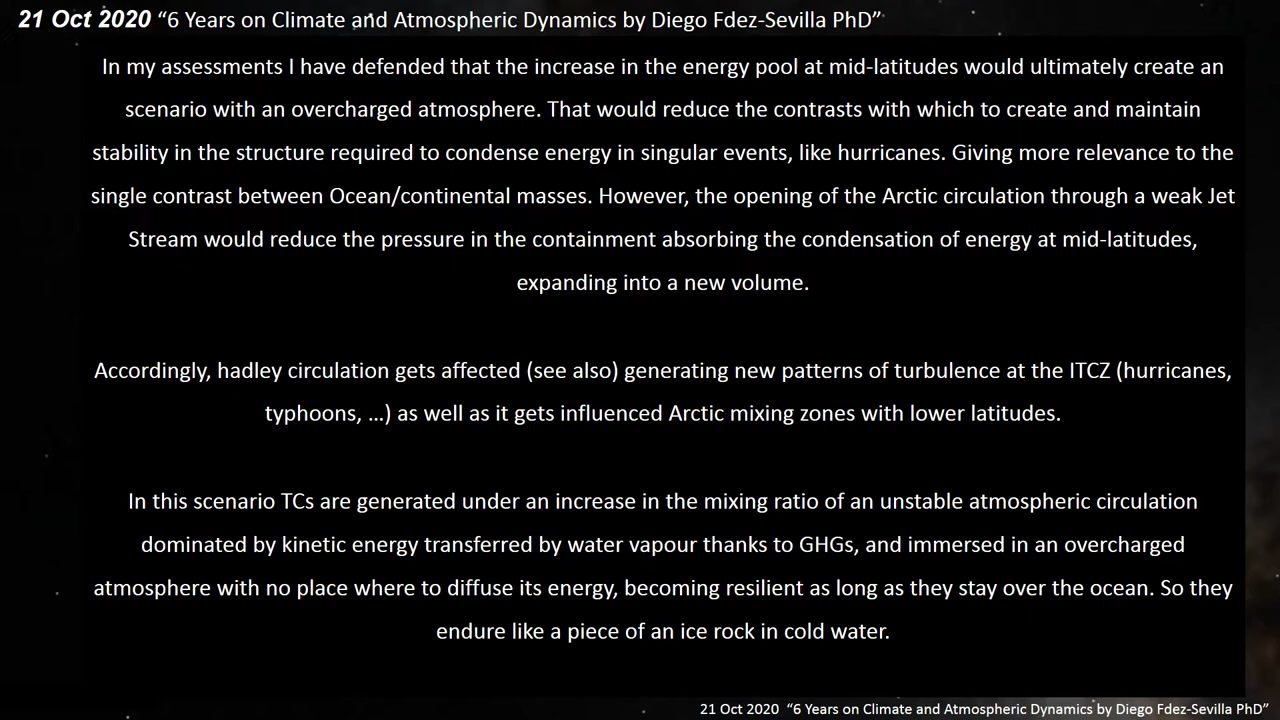 21 Oct 2020 “6 Years on Climate and Atmospheric Dynamics by Diego Fdez-Sevilla PhD”
In my assessments I have defended that the increase in the energy pool at mid-latitudes would ultimately create an
scenario with an overcharged atmosphere. That would reduce the contrasts with which to create and maintain
stability in the structure required to condense energy in singular events, like hurricanes. Giving more relevance to the
single contrast between Ocean/continental masses. However, the opening of the Arctic circulation through a weak Jet
Stream would reduce the pressure in the containment absorbing the condensation of energy at mid-latitudes,
expanding into a new volume.
Accordingly, hadley circulation gets affected (see also) generating new patterns of turbulence at the ITCZ (hurricanes,
typhoons, …) as well as it gets influenced Arctic mixing zones with lower latitudes.
In this scenario TCs are generated under an increase in the mixing ratio of an unstable atmospheric circulation
dominated by kinetic energy transferred by water vapour thanks to GHGs, and immersed in an overcharged
atmosphere with no place where to diffuse its energy, becoming resilient as long as they stay over the ocean. So they
endure like a piece of an ice rock in cold water.
21 Oct 2020 “6 Years on Climate and Atmospheric Dynamics by Diego Fdez-Sevilla PhD”